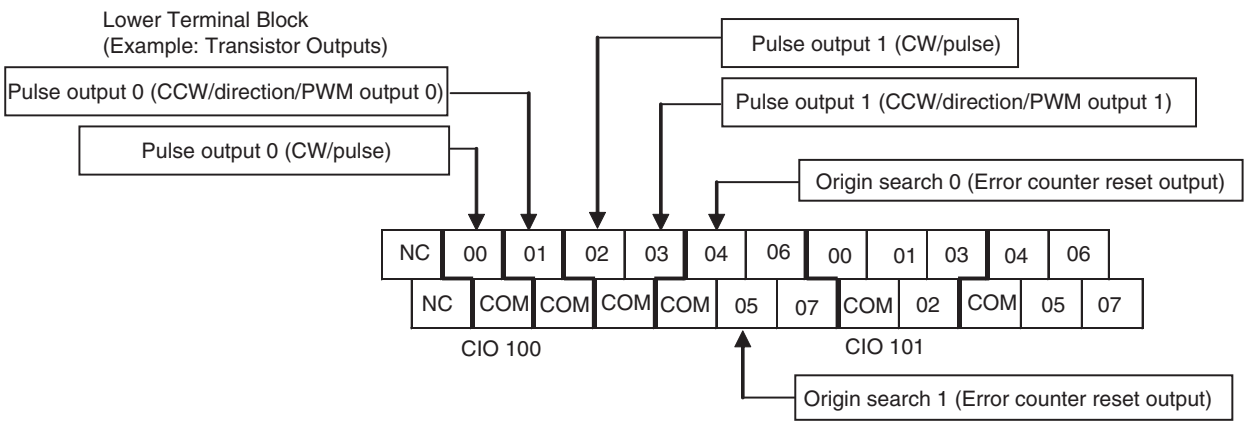 Lower Terminal Block
(Example: Transistor Outputs)
Pulse output 1 (CW/pulse)
Pulse output 0 (CCW/direction/PWM output 0)
Pulse output 1 (CCW/direction/PWM output 1)
Pulse output 0 (CW/pulse)
Origin search 0 (Error counter reset output)
NC 00 01 02 03 04 06 00 01 03 04 06
NC COM COM COM COM 05 07 COM 02 COM 05 07
CIO 100 CIO 101
Origin search 1 (Error counter reset output)